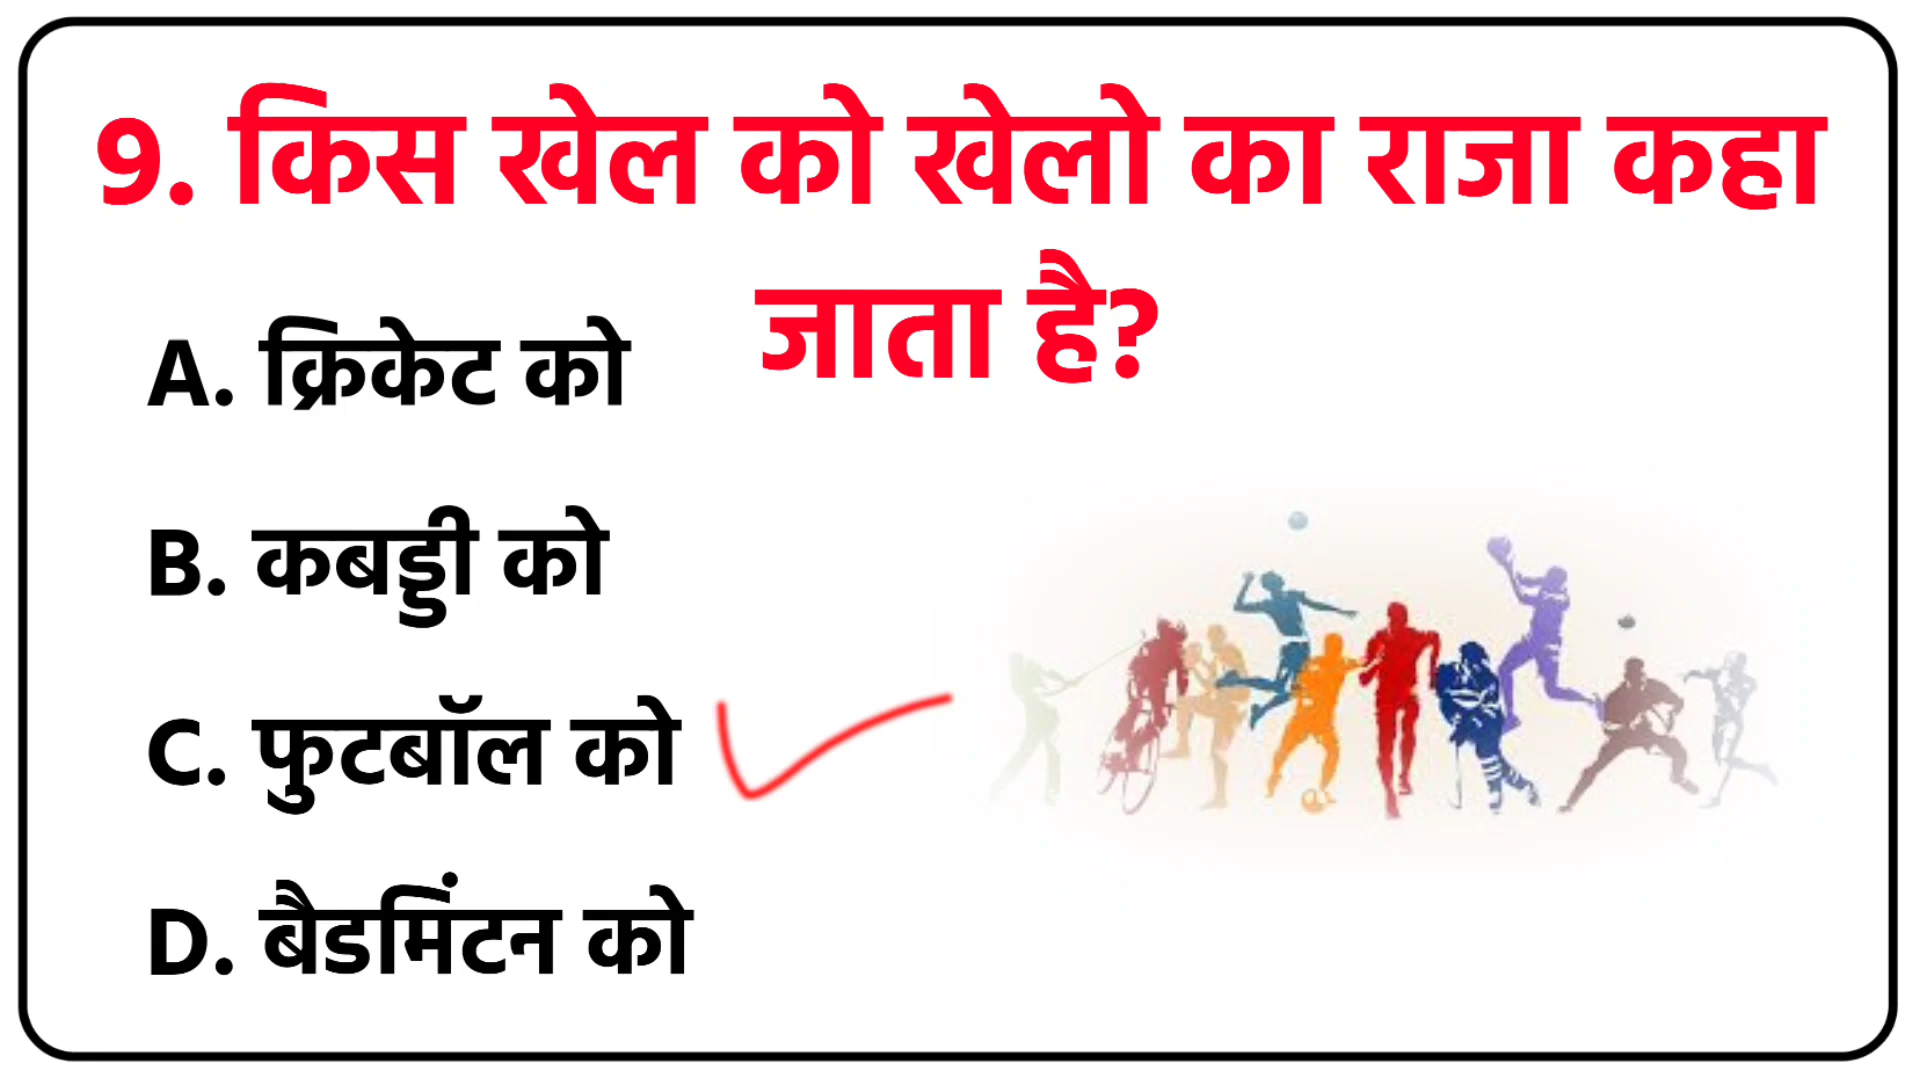 9. किस खेल को खेलो का राजा कहा
जाता है?
A. क्रिकेट को
B. कबड्डी को
C. फुटबॉल को
D. बैडमिंटन को